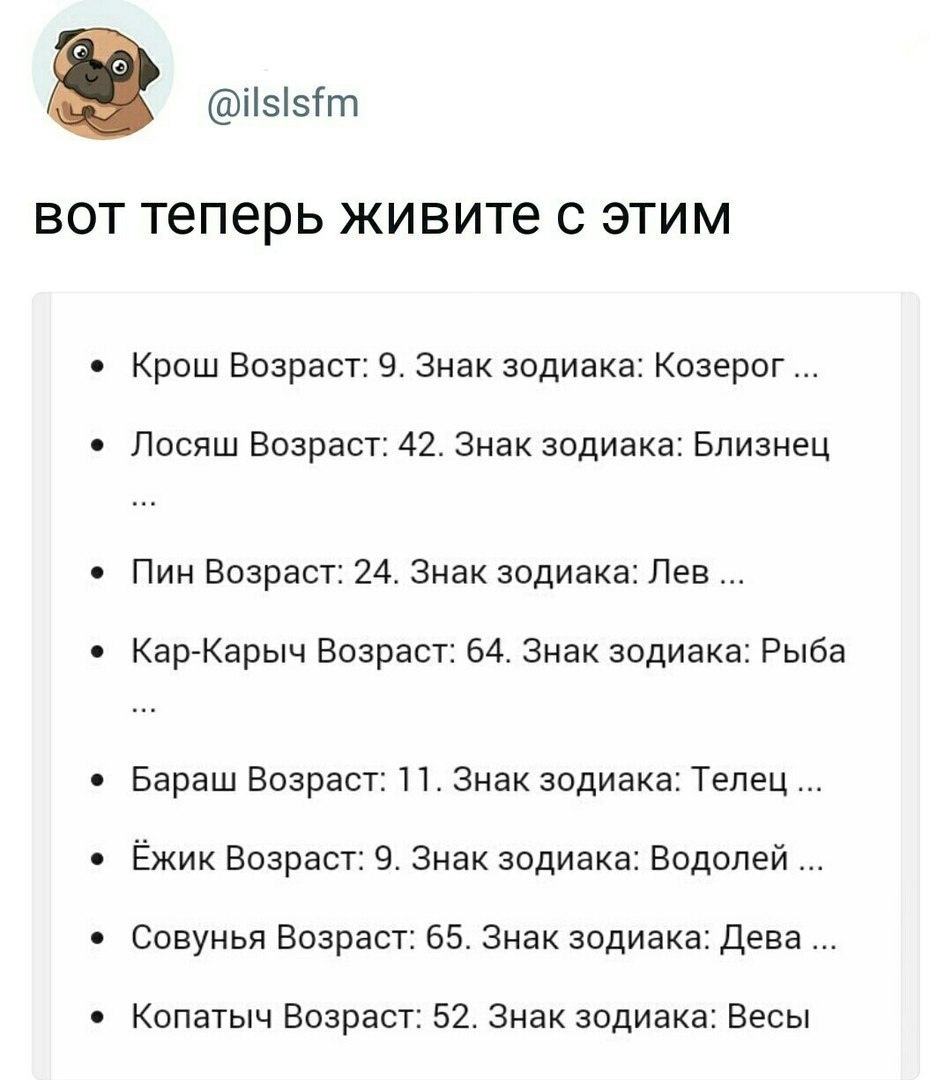 @ilslsfm
вот теперь живите с этим
• Крош Возраст: 9. Знак зодиака: Козерог ...
• Лосяш Возраст: 42. Знак зодиака: Близнец
...
• Пин Возраст: 24. Знак зодиака: Лев ...
• Кар-Карыч Возраст: 64. Знак зодиака: Рыба
...
• Бараш Возраст: 11. Знак зодиака: Телец ...
• Ёжик Возраст: 9. Знак зодиака: Водолей ...
• Совунья Возраст: 65. Знак зодиака: Дева ...
• Копатыч Возраст: 52. Знак зодиака: Весы